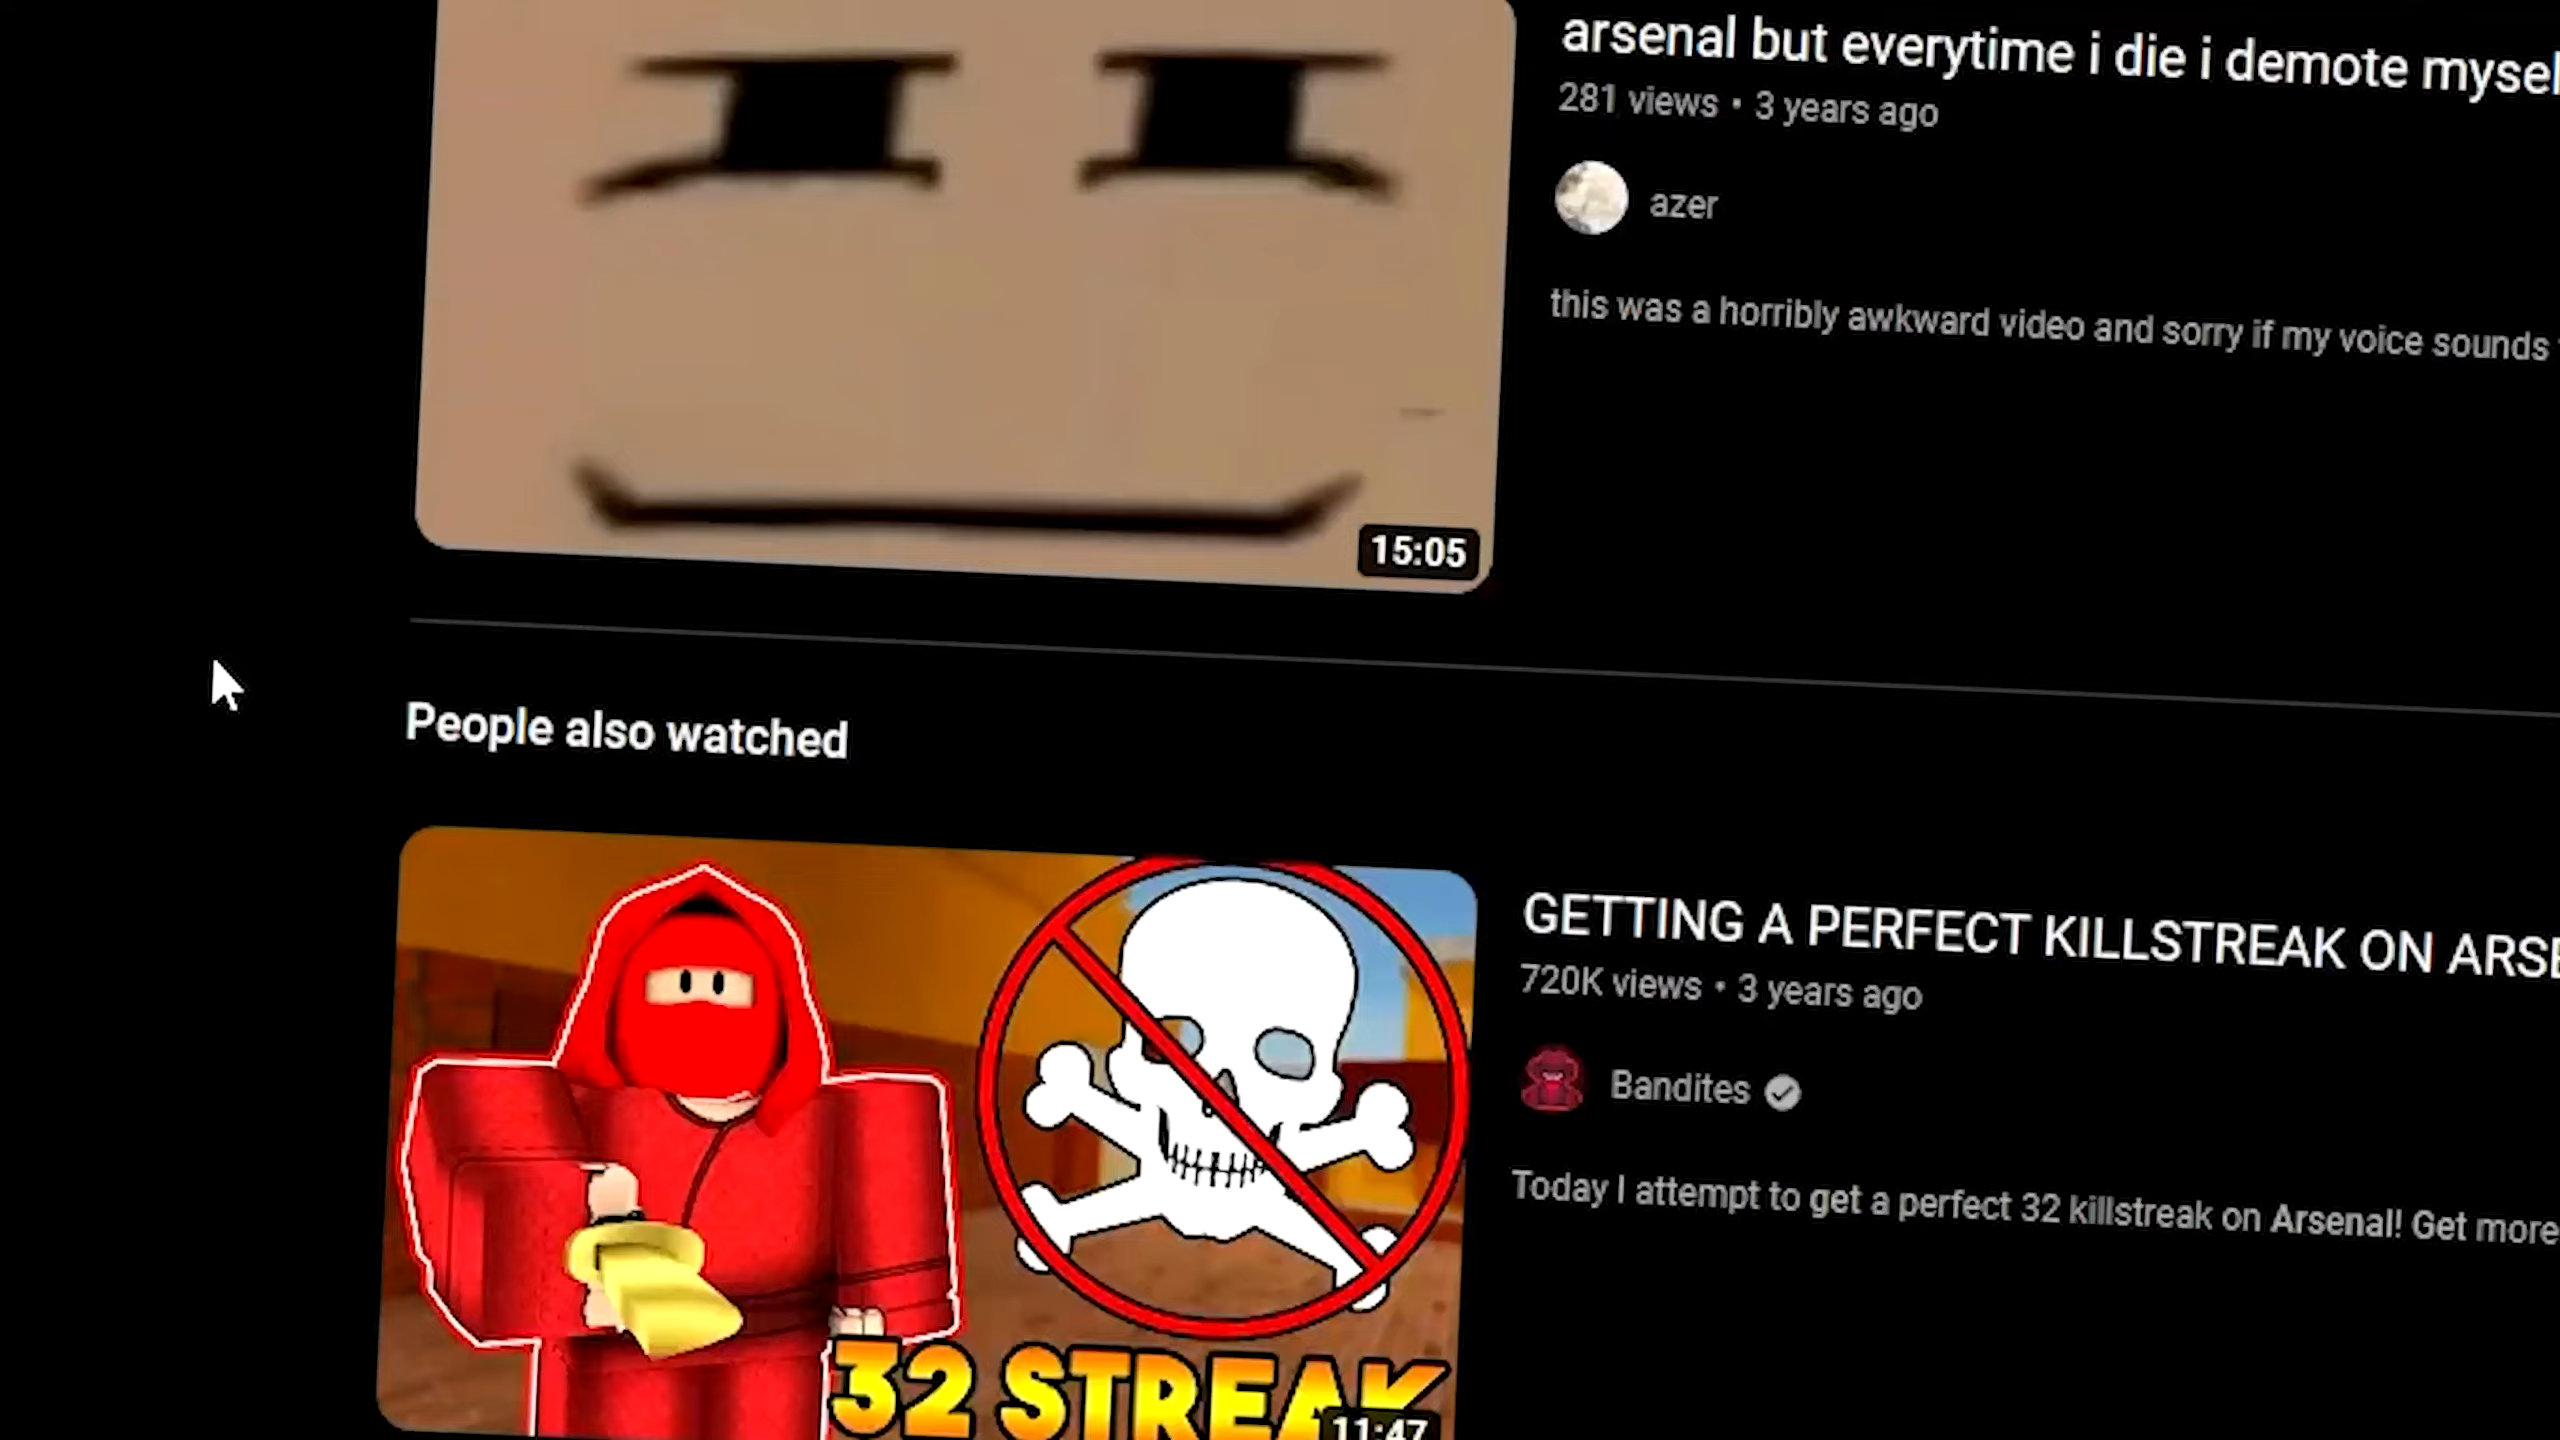 arsenal but everytime i die i demote
281 views • 3 years ago
azer
this was a horribly awkward video and sorry if my voice sounds
15:05
People also watched
GETTING A PERFECT KILLSTREAK ON
720K views • 3 years ago
Bandites
Today I attempt to get a perfect 32 killstreak on Arsenal! Get more
32 STREAK
11:47